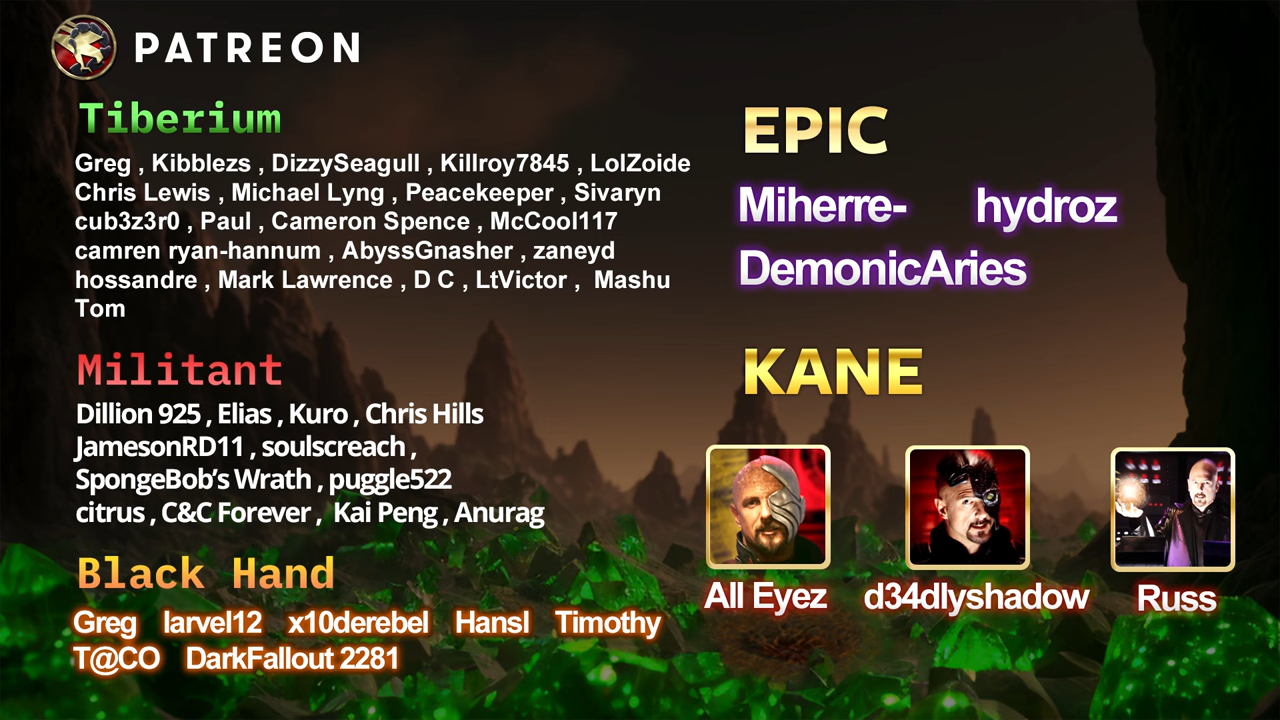 PATREON
Tiberium
Greg , Kibblezs , DizzySeagull , Killroy7845 , LolZoide
Chris Lewis , Michael Lyng , Peacekeeper , Sivaryn
cub3z3r0 , Paul , Cameron Spence , McCool117
camren ryan-hannum , AbyssGnasher , zaneyd
hossandre , Mark Lawrence , D C , LtVictor , Mashu
Tom
Militant
Dillion 925 , Elias , Kuro , Chris Hills
JamesonRD11 , soulscreach ,
SpongeBob’s Wrath , puggle522
citrus , C&C Forever , Kai Peng , Anurag
Black Hand
Greg larvel12 x10derebel Hansl Timothy
T@CO DarkFallout 2281
EPIC
Miherre- hydroz
DemonicAries
KANE
All Eyez d34dlyshadow Russ